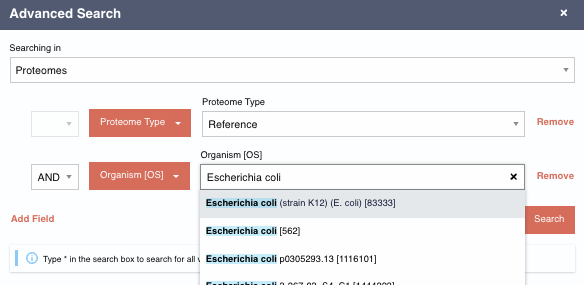 Advanced Search ×
Searching in
Proteomes
Proteome Type
Proteome Type Reference Remove
Organism [OS]
AND Organism [OS] Escherichia coli × Remove
Escherichia coli (strain K12) (E. coli) [83333]
Add Field Search
Escherichia coli [562]
Type * in the search box to search for all
Escherichia coli p0305293.13 [1116101]
Escherichia coli